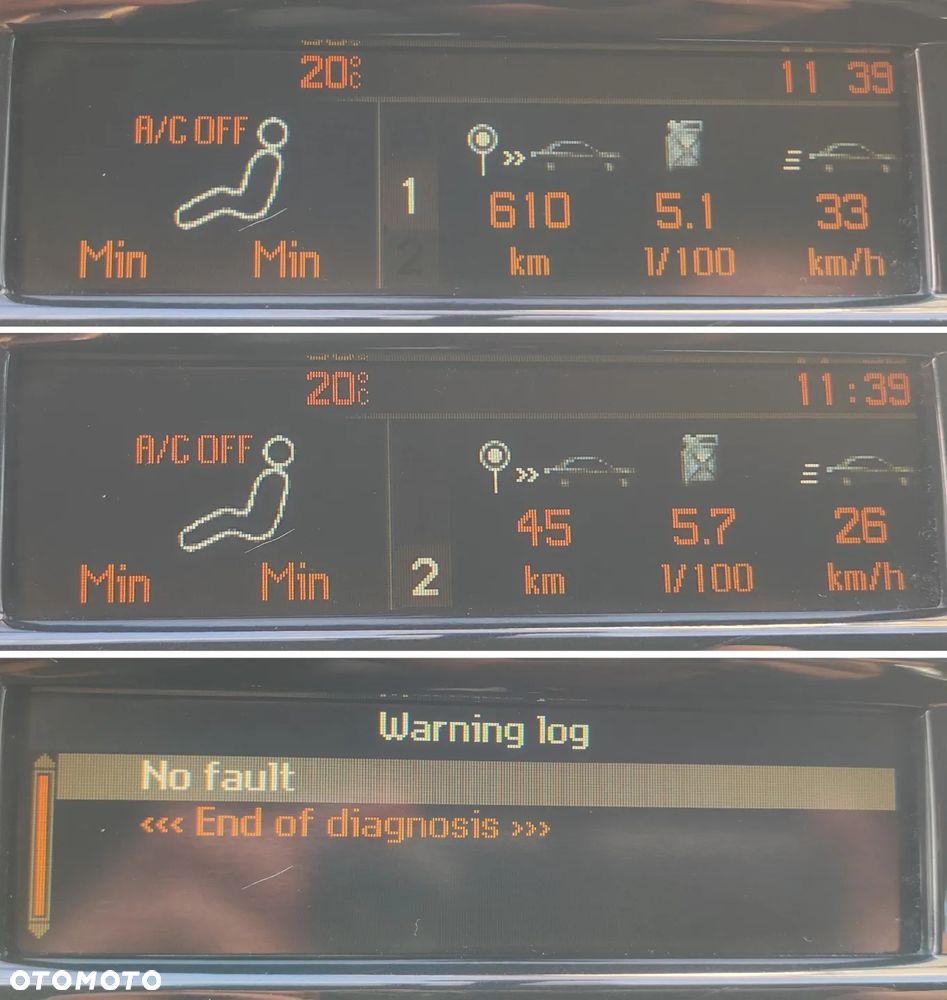 20°C 11 39
A/C OFF
1 610 5.1 33
2
Min Min km l/100 km/h
20°C 11:39
A/C OFF
45 5.7 26
Min Min 2 km l/100 km/h
Warning log
No fault
<<< End of diagnosis >>>
OTOMOTO